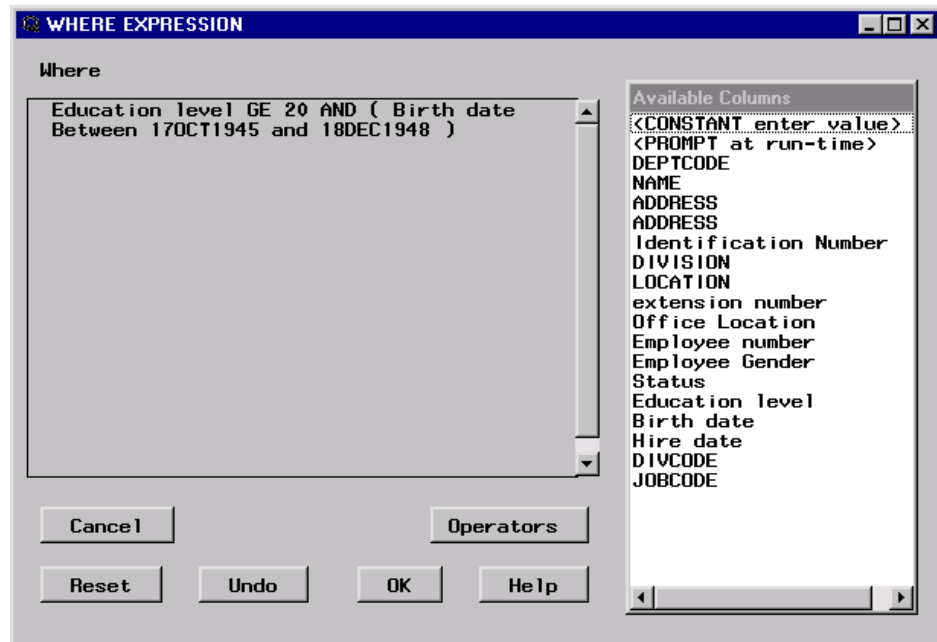 WHERE EXPRESSION
Where
Education level GE 20 AND ( Birth date
Between 17OCT1945 and 18DEC1948 )
Available Columns
<CONSTANT enter value>
<PROMPT at run-time>
DEPTCODE
NAME
ADDRESS
ADDRESS
Identification Number
DIVISION
LOCATION
extension number
Office Location
Employee number
Employee Gender
Status
Education level
Birth date
Hire date
DIVCODE
JOBCODE
Cancel
Operators
Reset
Undo
OK
Help